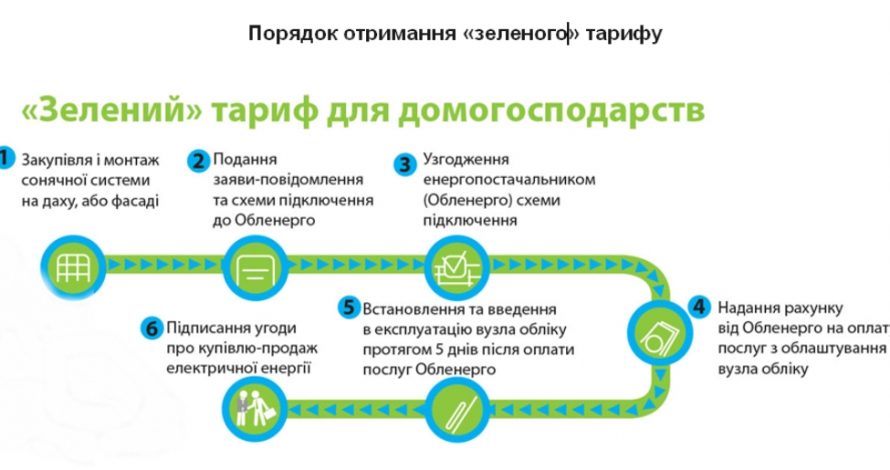 Порядок отримання «зеленого» тарифу
«Зелений» тариф для домогосподарств
1 Закупівля і монтаж
сонячної системи
на даху, або фасаді
2 Подання
заяви-повідомлення
та схеми підключення
до Обленерго
3 Узгодження
енергопостачальником
(Обленерго) схеми
підключення
4 Надання рахунку
від Обленерго на оплат
послуг з облаштування
вузла обліку
5 Встановлення та введення
в експлуатацію вузла обліку
протягом 5 днів після оплати
послуг Обленерго
6 Підписання угоди
про купівлю-продаж
електричної енергії